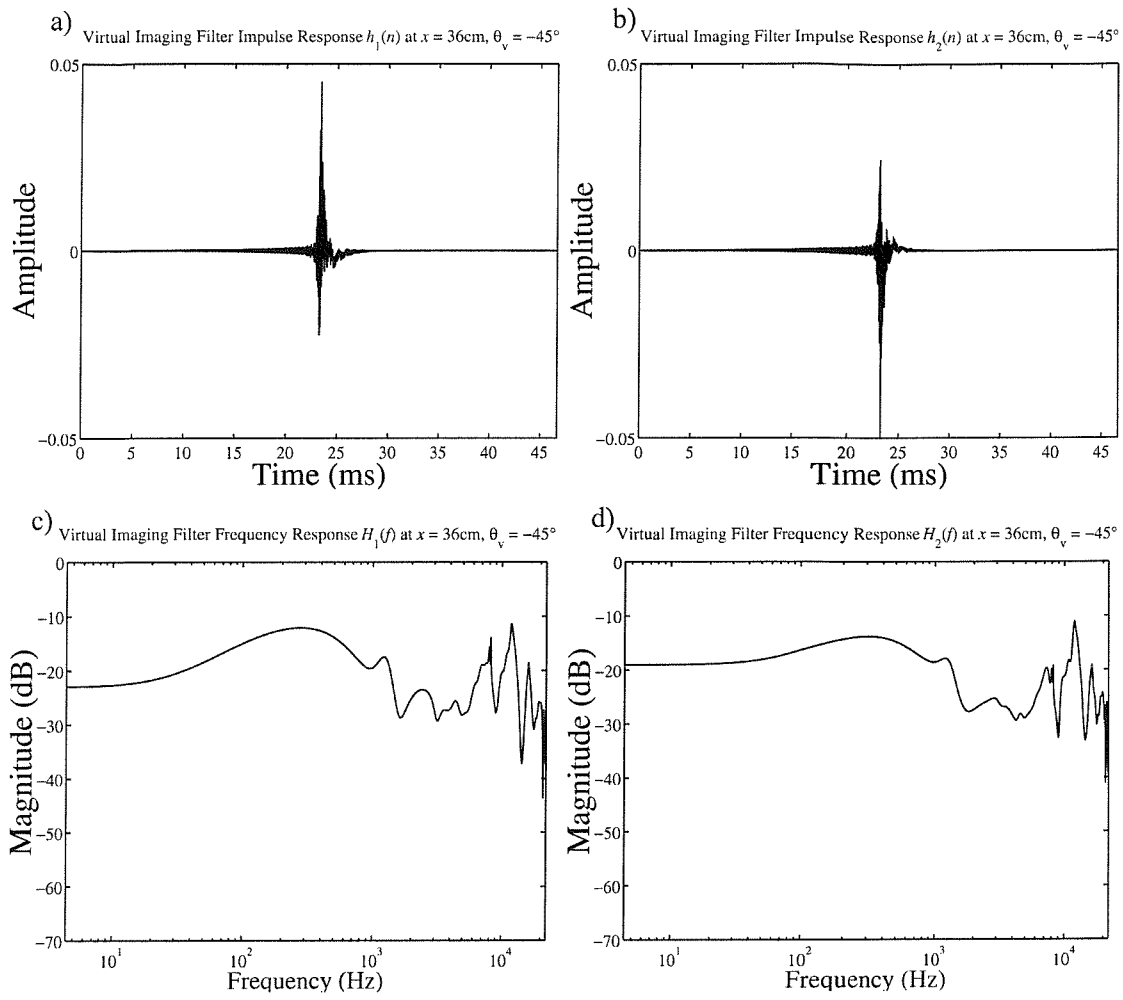 a)
Virtual Imaging Filter Impulse Response h₁(n) at x = 36cm, θᵥ = −45°
0.05
0
−0.05
Amplitude
0 5 10 15 20 25 30 35 40 45
Time (ms)
b)
Virtual Imaging Filter Impulse Response h₂(n) at x = 36cm, θᵥ = −45°
0.05
0
−0.05
Amplitude
0 5 10 15 20 25 30 35 40 45
Time (ms)
c)
Virtual Imaging Filter Frequency Response H₁(f) at x = 36cm, θᵥ = −45°
0
−10
−20
−30
−40
−50
−60
−70
Magnitude (dB)
10¹ 10² 10³ 10⁴
Frequency (Hz)
d)
Virtual Imaging Filter Frequency Response H₂(f) at x = 36cm, θᵥ = −45°
0
−10
−20
−30
−40
−50
−60
−70
Magnitude (dB)
10¹ 10² 10³ 10⁴
Frequency (Hz)